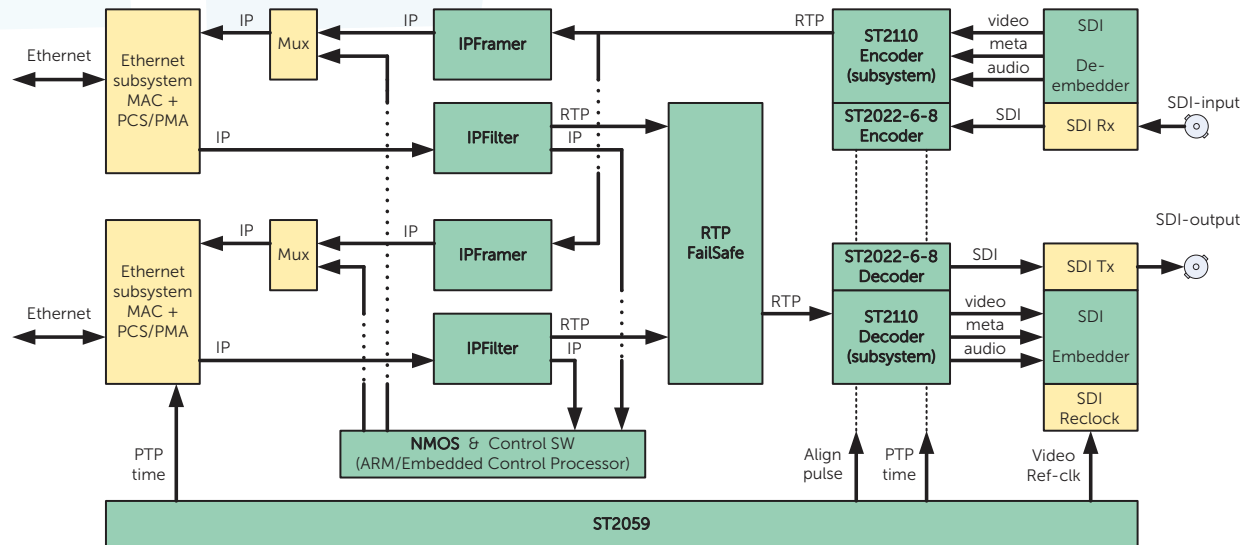 IP
IP
RTP
video
meta
audio
Ethernet
Ethernet
subsystem
MAC +
PCS/PMA
Mux
IPFramer
ST2110
Encoder
(subsystem)
SDI
De-
embedder
SDI-input
RTP
IP
IP
IPFilter
ST2022-6-8
Encoder
SDI
SDI Rx
IP
IP
Ethernet
Ethernet
subsystem
MAC +
PCS/PMA
Mux
IPFramer
RTP
FailSafe
RTP
ST2022-6-8
Decoder
SDI
SDI Tx
SDI-output
ST2110
Decoder
(subsystem)
video
meta
audio
SDI
Embedder
IP
IPFilter
RTP
IP
SDI
Reclock
NMOS & Control SW
(ARM/Embedded Control Processor)
PTP
time
Align
pulse
PTP
time
Video
Ref-clk
ST2059